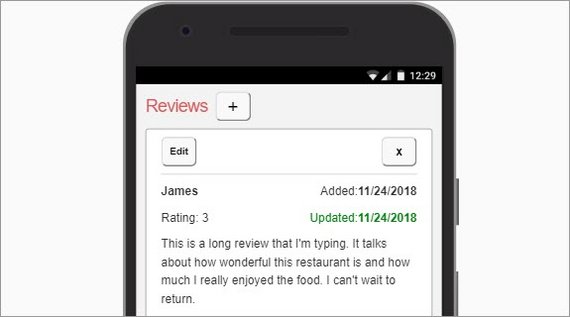 12:29
Reviews +
Edit x
James Added:11/24/2018
Rating: 3 Updated:11/24/2018
This is a long review that I'm typing. It talks
about how wonderful this restaurant is and how
much I really enjoyed the food. I can't wait to
return.